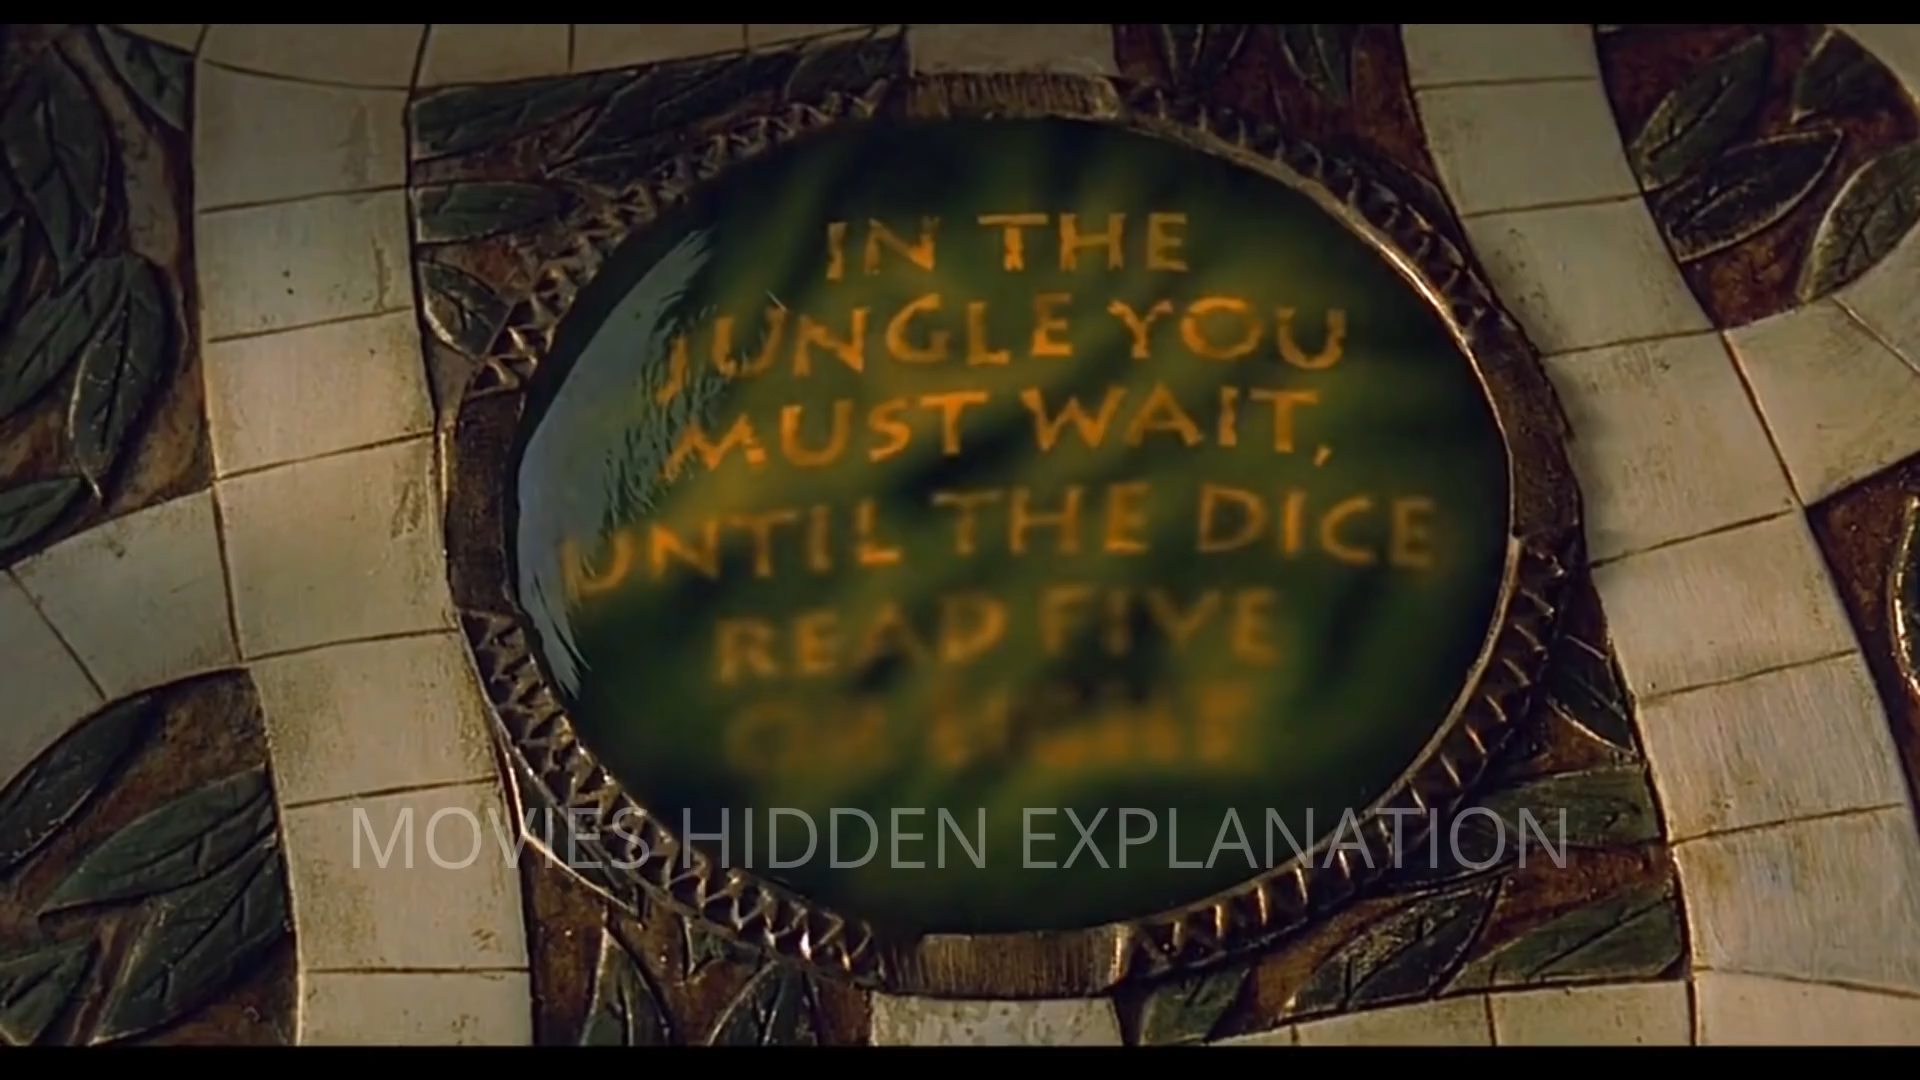 IN THE
JUNGLE YOU
MUST WAIT,
UNTIL THE DICE
READ FIVE
MOVIES HIDDEN EXPLANATION